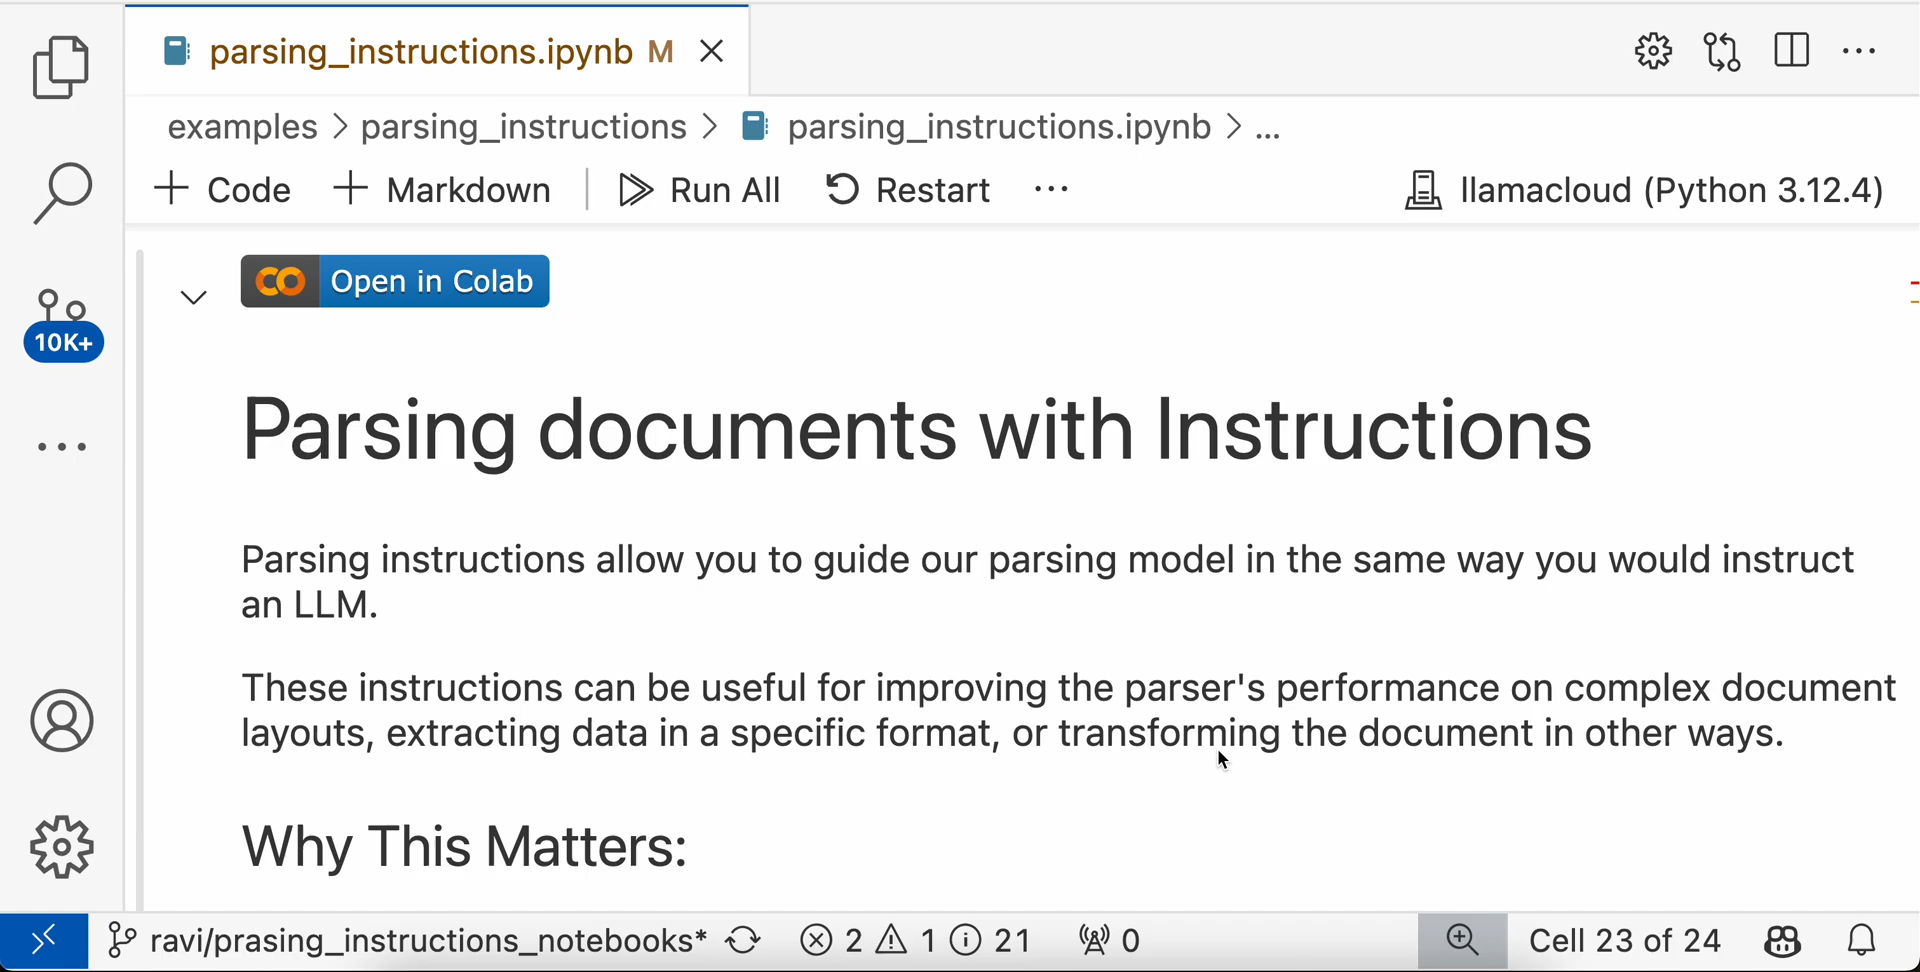 parsing_instructions.ipynb M
examples > parsing_instructions > parsing_instructions.ipynb > ...
+ Code + Markdown Run All Restart ... llamacloud (Python 3.12.4)
Open in Colab
10K+
Parsing documents with Instructions
Parsing instructions allow you to guide our parsing model in the same way you would instruct
an LLM.
These instructions can be useful for improving the parser's performance on complex document
layouts, extracting data in a specific format, or transforming the document in other ways.
Why This Matters:
ravi/prasing_instructions_notebooks* 2 1 21 0 Cell 23 of 24